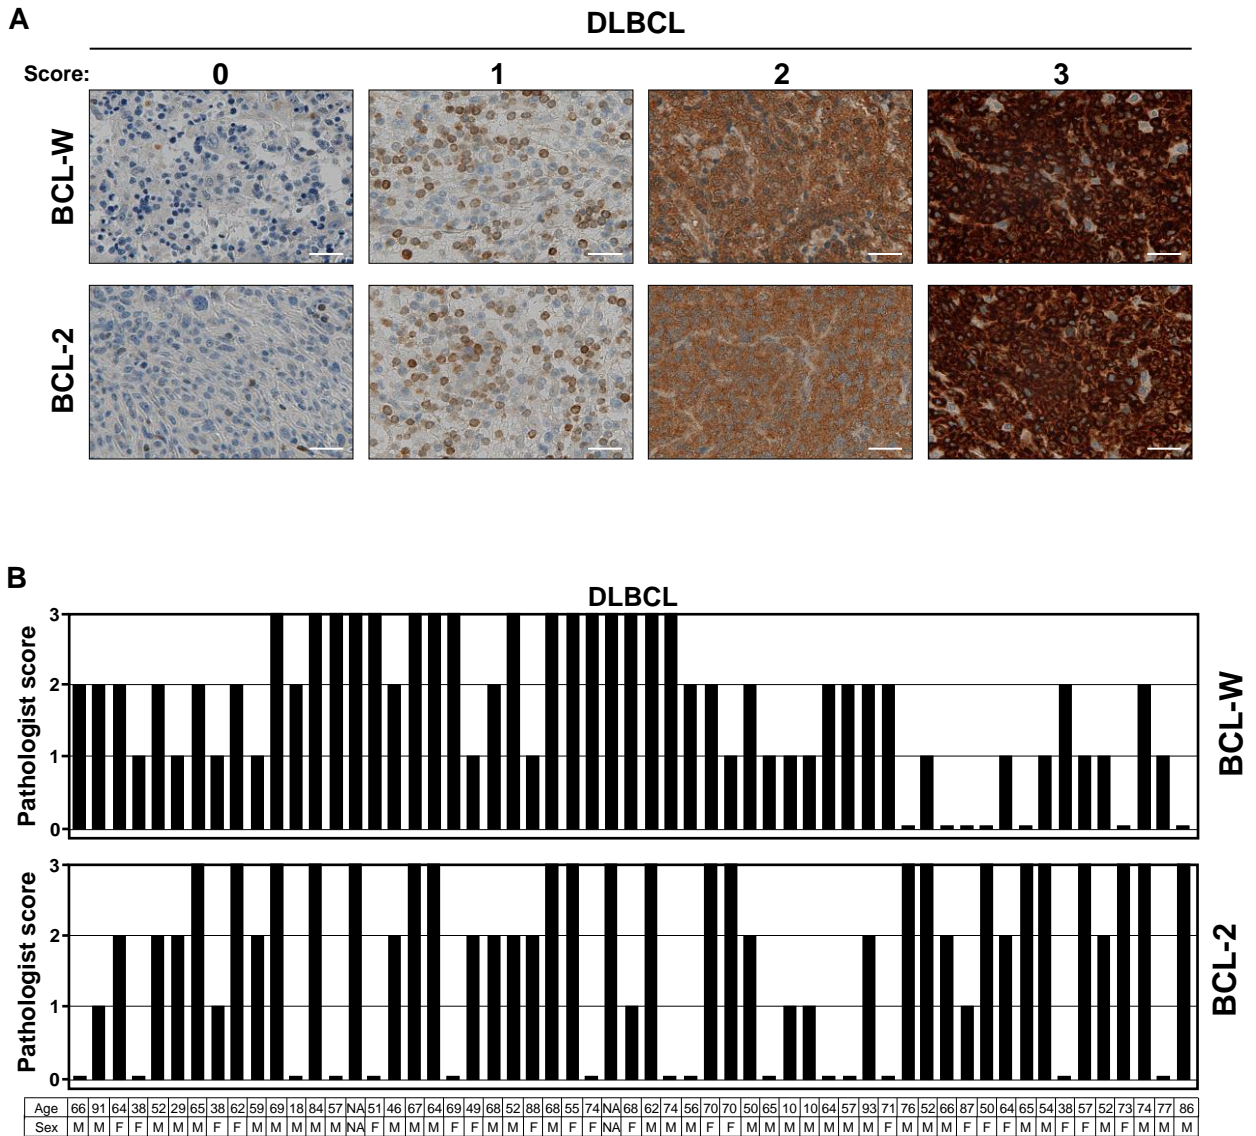 A
DLBCL
Score: 0 1 2 3
BCL-W
BCL-2
B
DLBCL
Pathologist score
3
2
1
0
BCL-W
Pathologist score
3
2
1
0
BCL-2
Age 66 91 64 38 52 29 65 38 62 59 69 18 84 57 NA 51 46 67 64 69 49 68 52 88 68 55 74 NA 68 62 74 56 70 70 50 65 10 10 64 57 93 71 76 52 66 87 50 64 65 54 38 57 52 73 74 77 86
Sex M M F F M M M F F M M M M M NA F M M M F F M M F M F F NA F M M M F F M M M M M M M F M M M F F F M M F F M F M M M